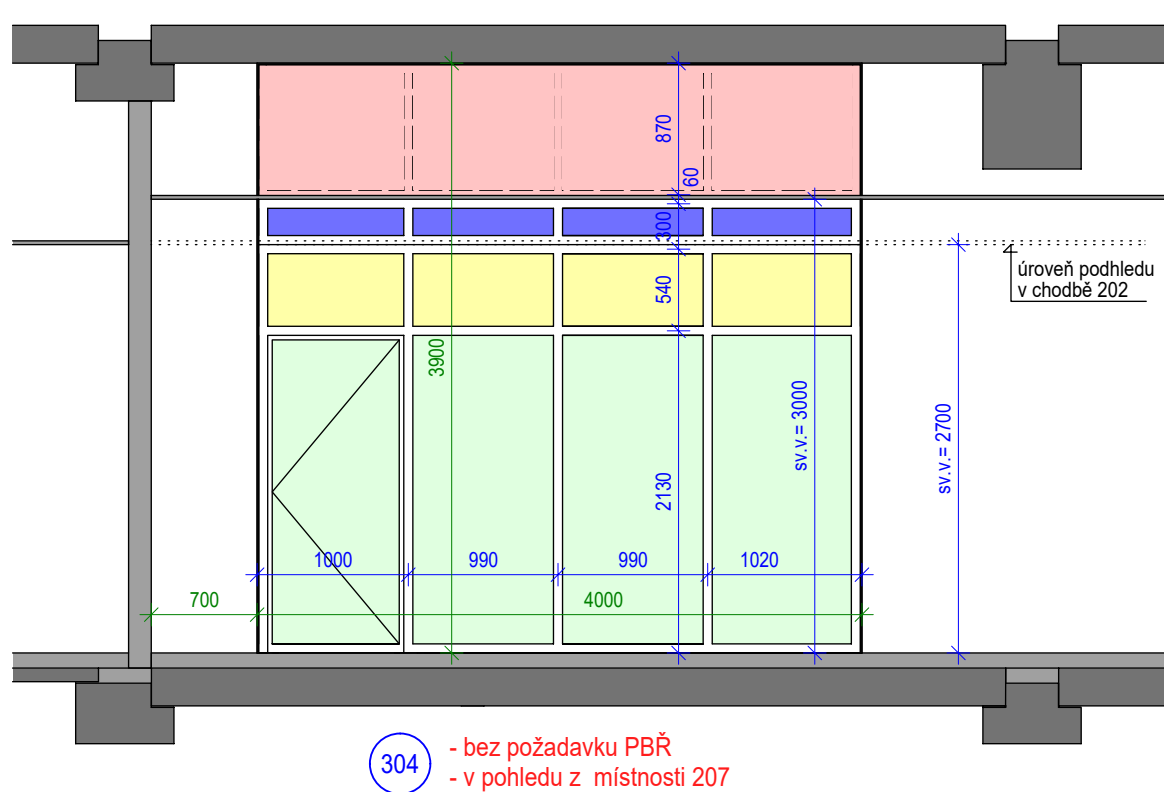 870
60
300
úroveň podhledu
v chodbě 202
540
3900
sv.v.= 3000
sv.v.= 2700
2130
1000
990
990
1020
700
4000
304
- bez požadavku PBŘ
- v pohledu z místnosti 207